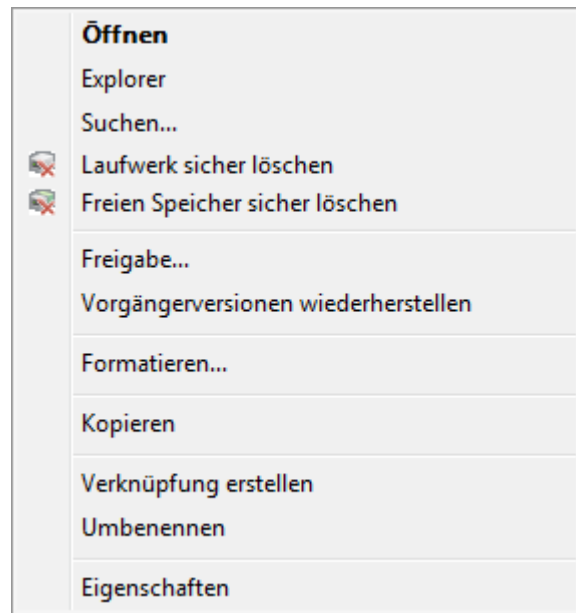 Öffnen
Explorer
Suchen...
Laufwerk sicher löschen
Freien Speicher sicher löschen
Freigabe...
Vorgängerversionen wiederherstellen
Formatieren...
Kopieren
Verknüpfung erstellen
Umbenennen
Eigenschaften